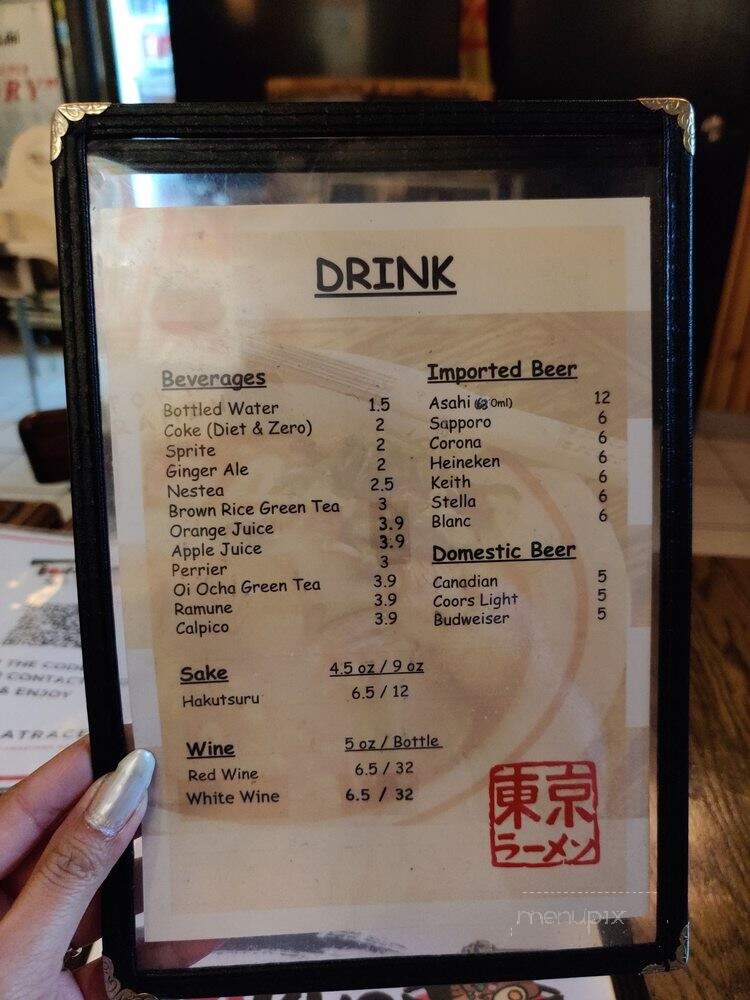 DRINK
Beverages
Bottled Water 1.5
Coke (Diet & Zero) 2
Sprite 2
Ginger Ale 2
Nestea 2.5
Brown Rice Green Tea 3
Orange Juice 3.9
Apple Juice 3.9
Perrier 3
Oi Ocha Green Tea 3.9
Ramune 3.9
Calpico 3.9
Sake 4.5 oz / 9 oz
Hakutsuru 6.5 / 12
Wine 5 oz / Bottle
Red Wine 6.5 / 32
White Wine 6.5 / 32
Imported Beer
Asahi 12
Sapporo 6
Corona 6
Heineken 6
Keith 6
Stella 6
Blanc 6
Domestic Beer
Canadian 5
Coors Light 5
Budweiser 5
東京
ラーメン
menupix
THE CODE
CONTACT
& ENJOY